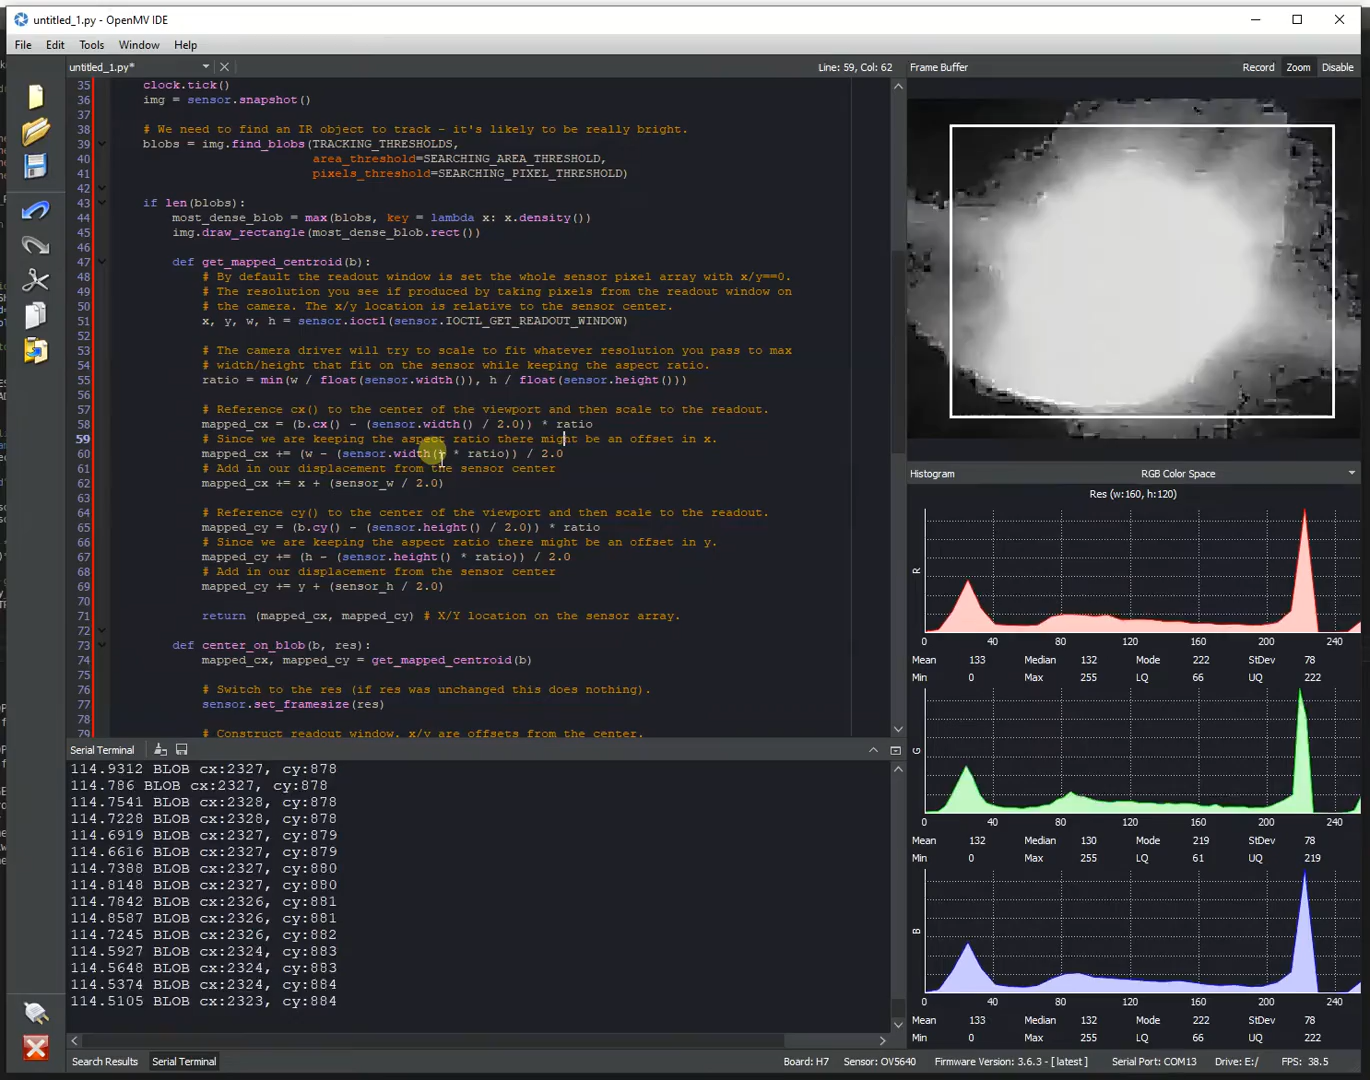 untitled_1.py - OpenMV IDE
File Edit Tools Window Help
untitled_1.py* Line: 59, Col: 62
35 clock.tick()
36 img = sensor.snapshot()
37
38 # We need to find an IR object to track - it's likely to be really bright.
39 blobs = img.find_blobs(TRACKING_THRESHOLDS,
40 area_threshold=SEARCHING_AREA_THRESHOLD,
41 pixels_threshold=SEARCHING_PIXEL_THRESHOLD)
42
43 if len(blobs):
44 most_dense_blob = max(blobs, key = lambda x: x.density())
45 img.draw_rectangle(most_dense_blob.rect())
46
47 def get_mapped_centroid(b):
48 # By default the readout window is set the whole sensor pixel array with x/y==0.
49 # The resolution you see if produced by taking pixels from the readout window on
50 # the camera. The x/y location is relative to the sensor center.
51 x, y, w, h = sensor.ioctl(sensor.IOCTL_GET_READOUT_WINDOW)
52
53 # The camera driver will try to scale to fit whatever resolution you pass to max
54 # width/height that fit on the sensor while keeping the aspect ratio.
55 ratio = min(w / float(sensor.width()), h / float(sensor.height()))
56
57 # Reference cx() to the center of the viewport and then scale to the readout.
58 mapped_cx = (b.cx() - (sensor.width() / 2.0)) * ratio
59 # Since we are keeping the aspect ratio there might be an offset in x.
60 mapped_cx += (w - (sensor.width() * ratio)) / 2.0
61 # Add in our displacement from the sensor center
62 mapped_cx += x + (sensor_w / 2.0)
63
64 # Reference cy() to the center of the viewport and then scale to the readout.
65 mapped_cy = (b.cy() - (sensor.height() / 2.0)) * ratio
66 # Since we are keeping the aspect ratio there might be an offset in y.
67 mapped_cy += (h - (sensor.height() * ratio)) / 2.0
68 # Add in our displacement from the sensor center
69 mapped_cy += y + (sensor_h / 2.0)
70
71 return (mapped_cx, mapped_cy) # X/Y location on the sensor array.
72
73 def center_on_blob(b, res):
74 mapped_cx, mapped_cy = get_mapped_centroid(b)
75
76 # Switch to the res (if res was unchanged this does nothing).
77 sensor.set_framesize(res)
78
79 # Construct readout window. x/y are offsets from the center.
Serial Terminal
114.9312 BLOB cx:2327, cy:878
114.786 BLOB cx:2327, cy:878
114.7541 BLOB cx:2328, cy:878
114.7228 BLOB cx:2328, cy:878
114.6919 BLOB cx:2327, cy:879
114.6616 BLOB cx:2327, cy:879
114.7388 BLOB cx:2327, cy:880
114.8148 BLOB cx:2327, cy:880
114.7842 BLOB cx:2326, cy:881
114.8587 BLOB cx:2326, cy:881
114.7245 BLOB cx:2326, cy:882
114.5927 BLOB cx:2324, cy:883
114.5648 BLOB cx:2324, cy:883
114.5374 BLOB cx:2324, cy:884
114.5105 BLOB cx:2323, cy:884
Frame Buffer Record Zoom Disable
Histogram RGB Color Space
Res (w:160, h:120)
R
0 40 80 120 160 200 240
Mean 133 Median 132 Mode 222 StDev 78
Min 0 Max 255 LQ 66 UQ 222
G
0 40 80 120 160 200 240
Mean 132 Median 130 Mode 219 StDev 78
Min 0 Max 255 LQ 61 UQ 219
B
0 40 80 120 160 200 240
Mean 133 Median 132 Mode 222 StDev 78
Min 0 Max 255 LQ 66 UQ 222
Search Results Serial Terminal Board: H7 Sensor: OV5640 Firmware Version: 3.6.3 - [ latest ] Serial Port: COM13 Drive: E:/ FPS: 38.5